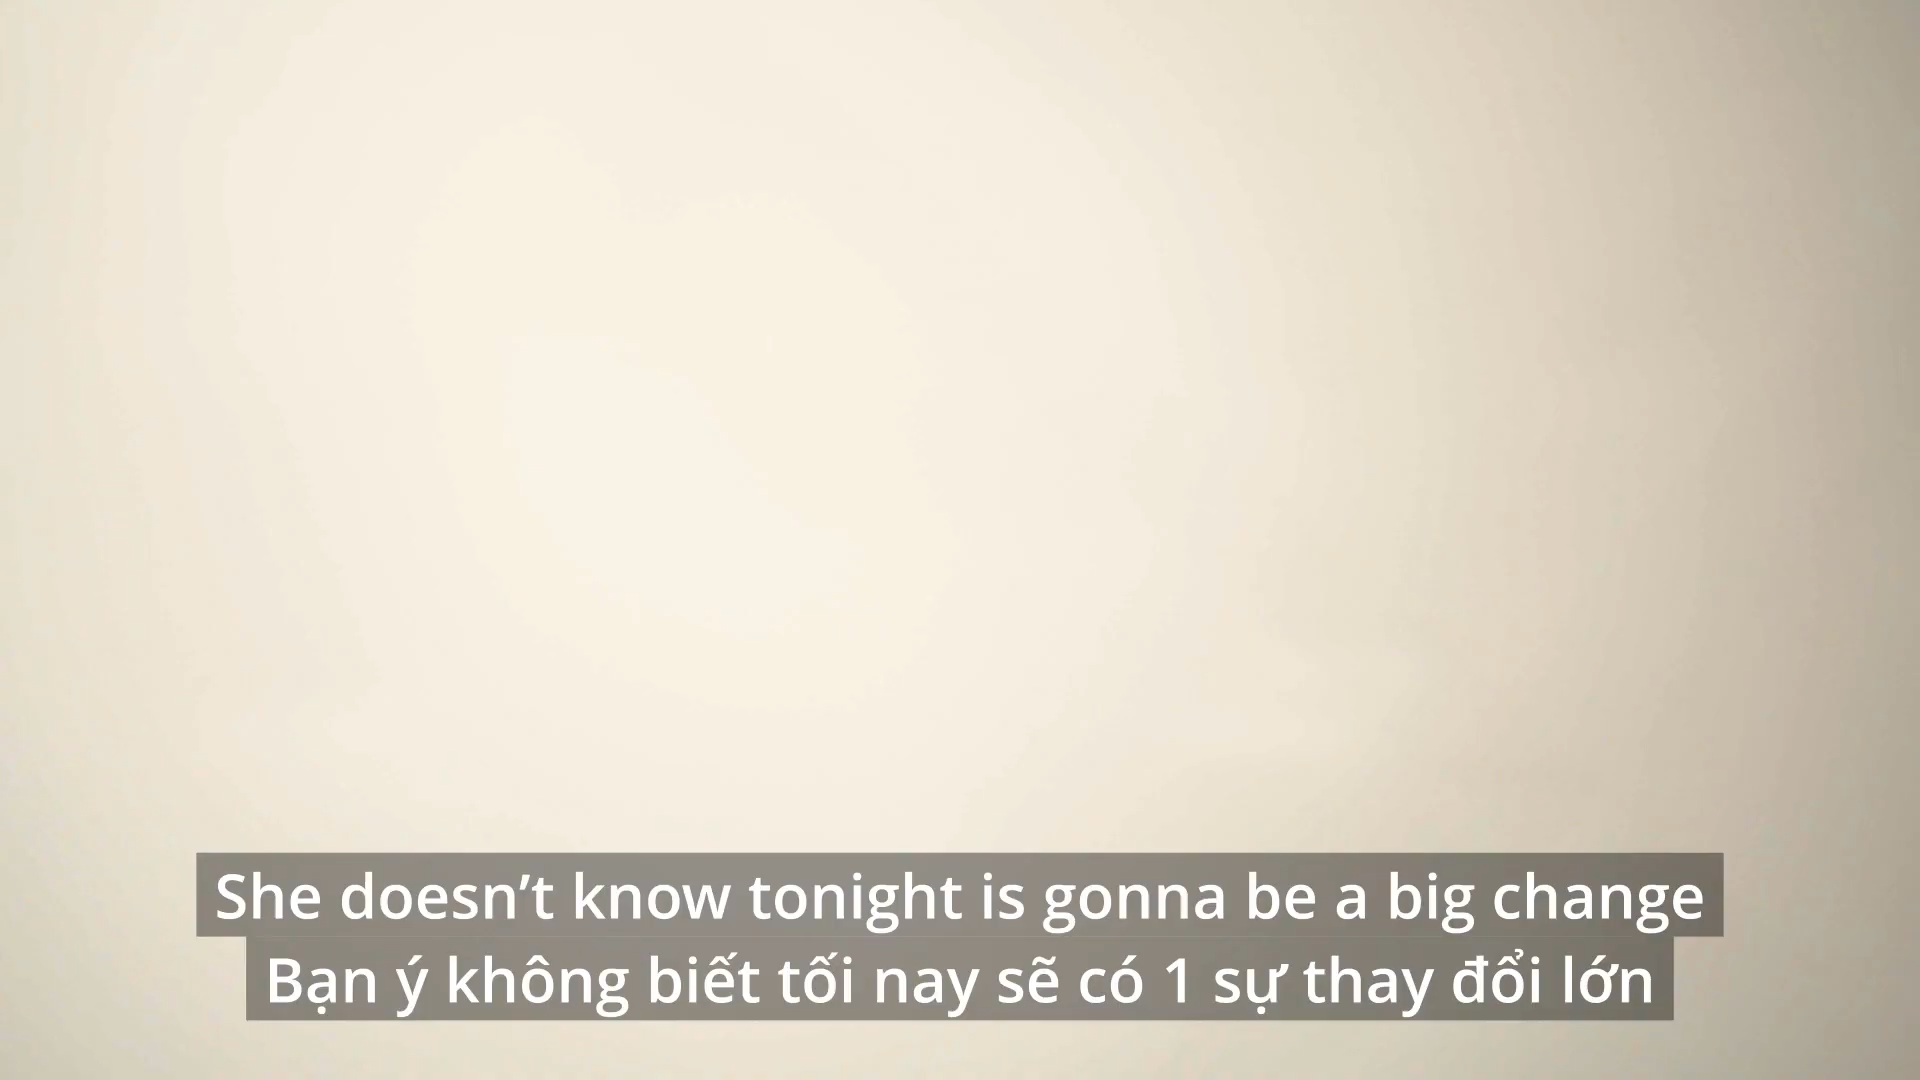 She doesn’t know tonight is gonna be a big change
Bạn ý không biết tối nay sẽ có 1 sự thay đổi lớn